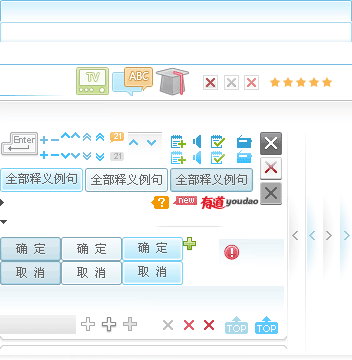 TV ABC
Enter 21
21
全部释义例句 全部释义例句 全部释义例句
? new 有道 youdao
确 定 确 定 确 定
取 消 取 消 取 消
TOP TOP